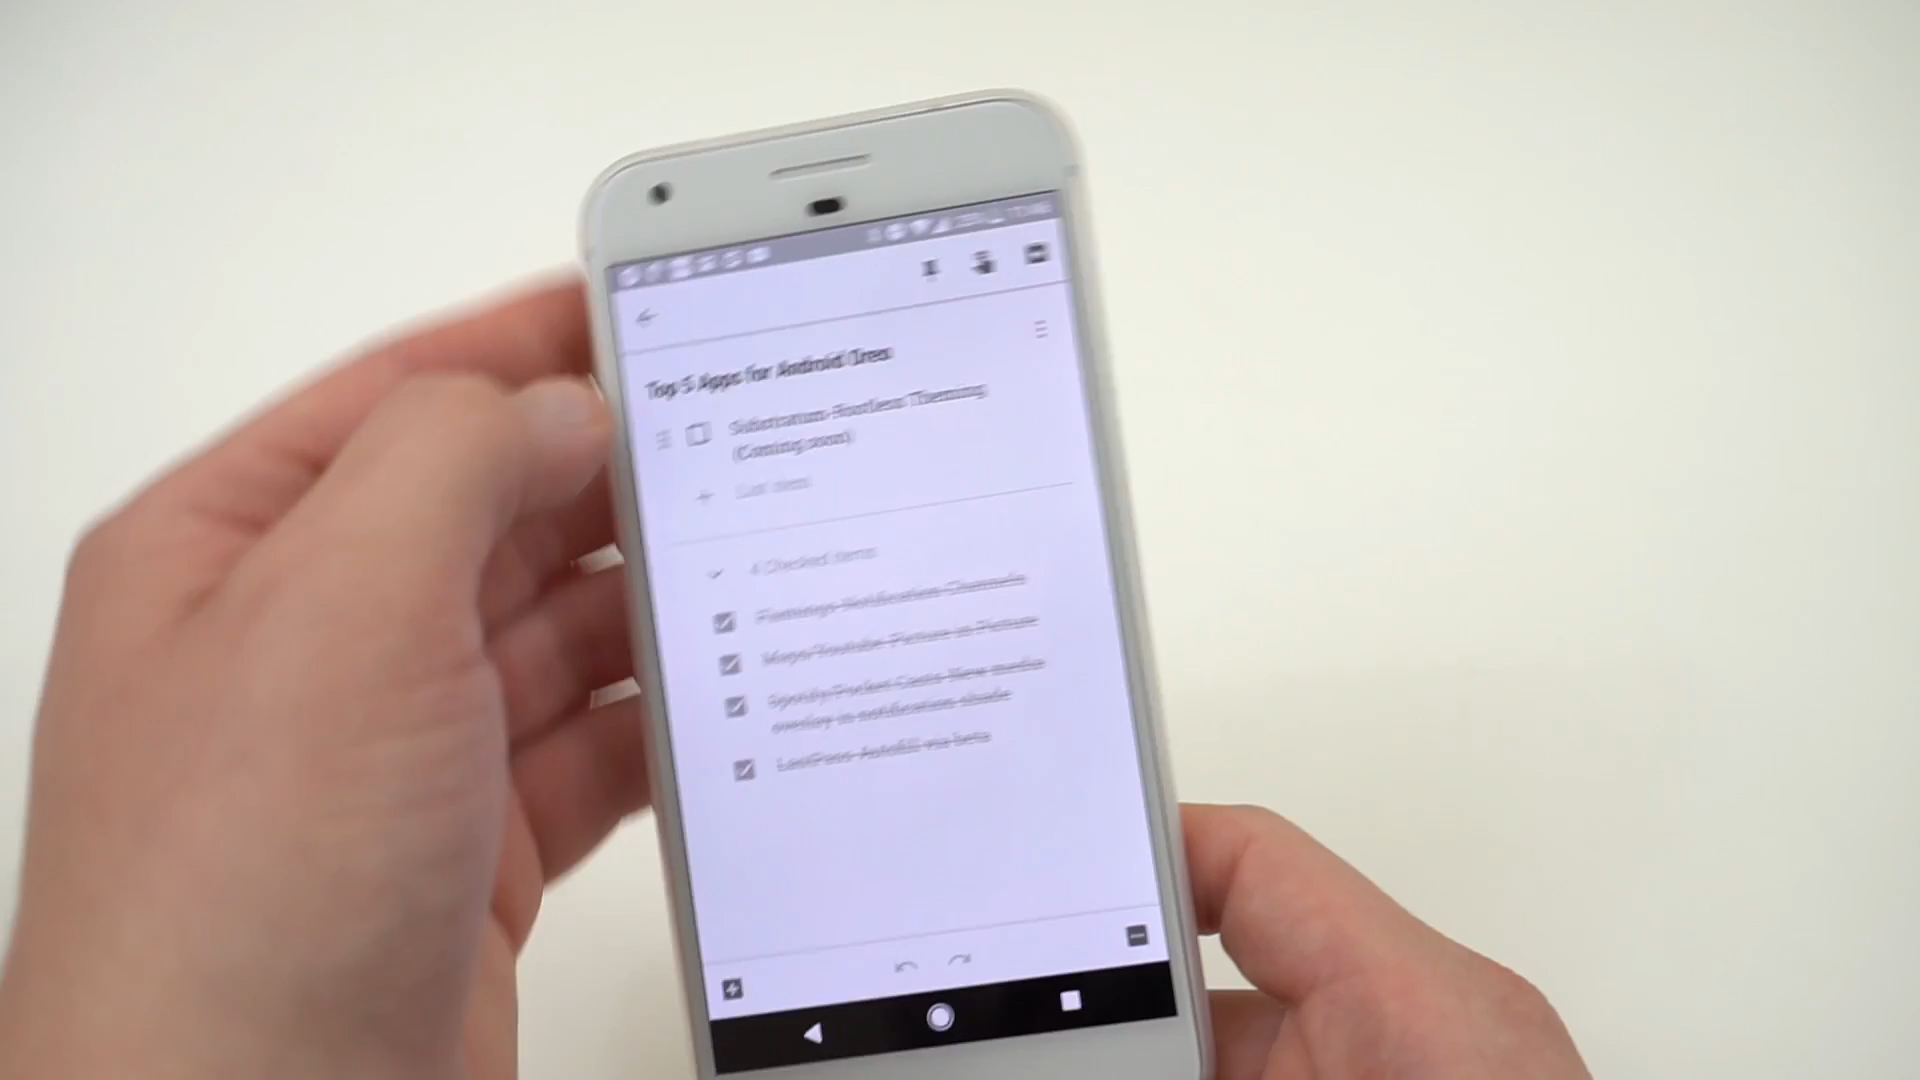 Top 5 Apps for Android Oreo
Substratum-Rootless Theming
(Coming soon)
List item
4 Checked items
Notification Channels
Maps/Youtube-Picture in Picture
Spotify/Pocket Casts-New media
overlay in notification shade
LastPass-Autofill via beta